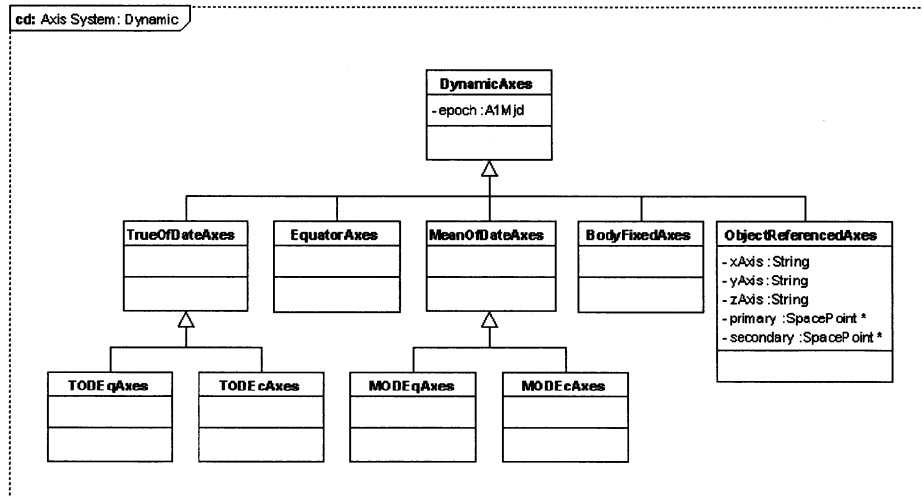 cd: Axis System: Dynamic
DynamicAxes
- epoch :A1Mjd
TrueOfDateAxes
EquatorAxes
MeanOfDateAxes
BodyFixedAxes
ObjectReferencedAxes
- xAxis :String
- yAxis :String
- zAxis :String
- primary :SpacePoint *
- secondary :SpacePoint *
TODEqAxes
TODEcAxes
MODEqAxes
MODEcAxes